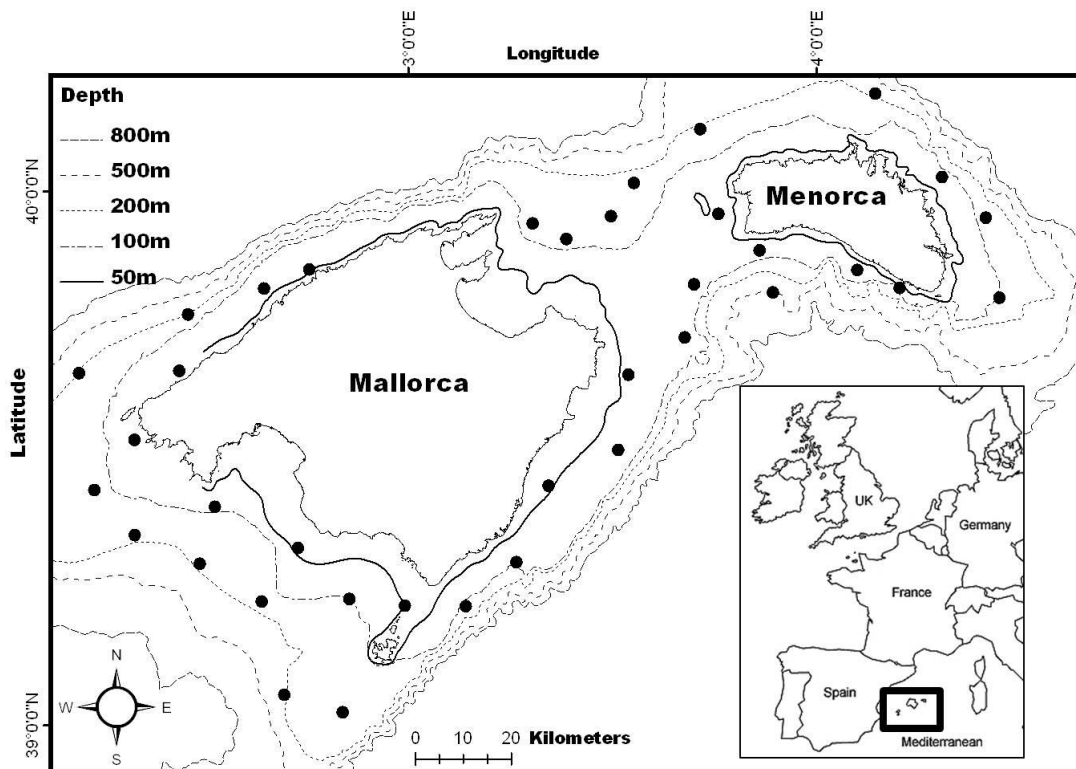 Longitude
3°0'0"E
4°0'0"E
Depth
800m
500m
200m
100m
50m
40°0'0"N
Menorca
Mallorca
Latitude
UK
Germany
France
Spain
Mediterranean
N
W
E
S
39°0'0"N
0
10
20
Kilometers